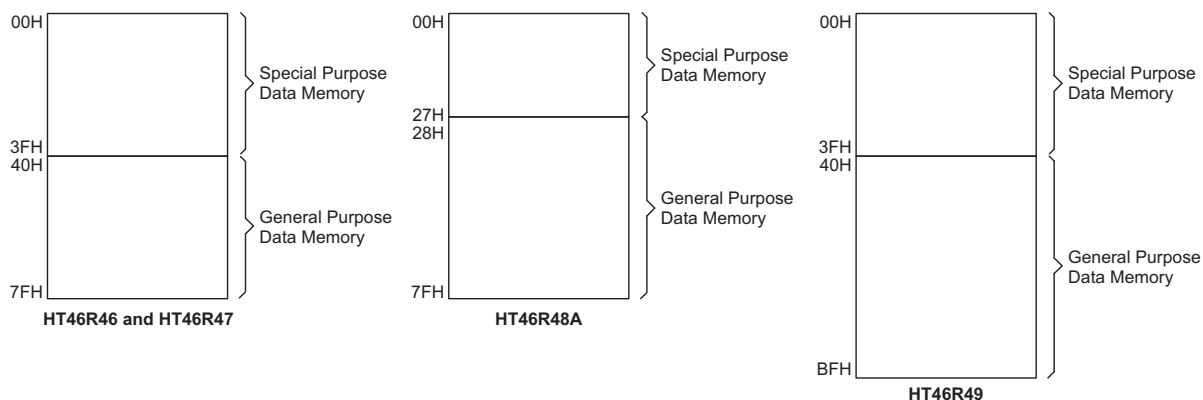 00H
Special Purpose
Data Memory
3FH
40H
General Purpose
Data Memory
7FH
HT46R46 and HT46R47
00H
Special Purpose
Data Memory
27H
28H
General Purpose
Data Memory
7FH
HT46R48A
00H
Special Purpose
Data Memory
3FH
40H
General Purpose
Data Memory
BFH
HT46R49